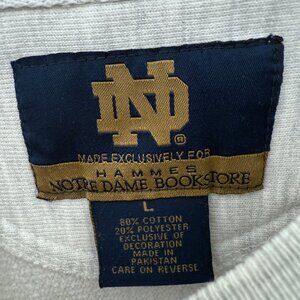 ND
®
MADE EXCLUSIVELY FOR
HAMMES
NOTRE DAME BOOKSTORE
L
80% COTTON
20% POLYESTER
EXCLUSIVE OF
DECORATION
MADE IN
PAKISTAN
CARE ON REVERSE